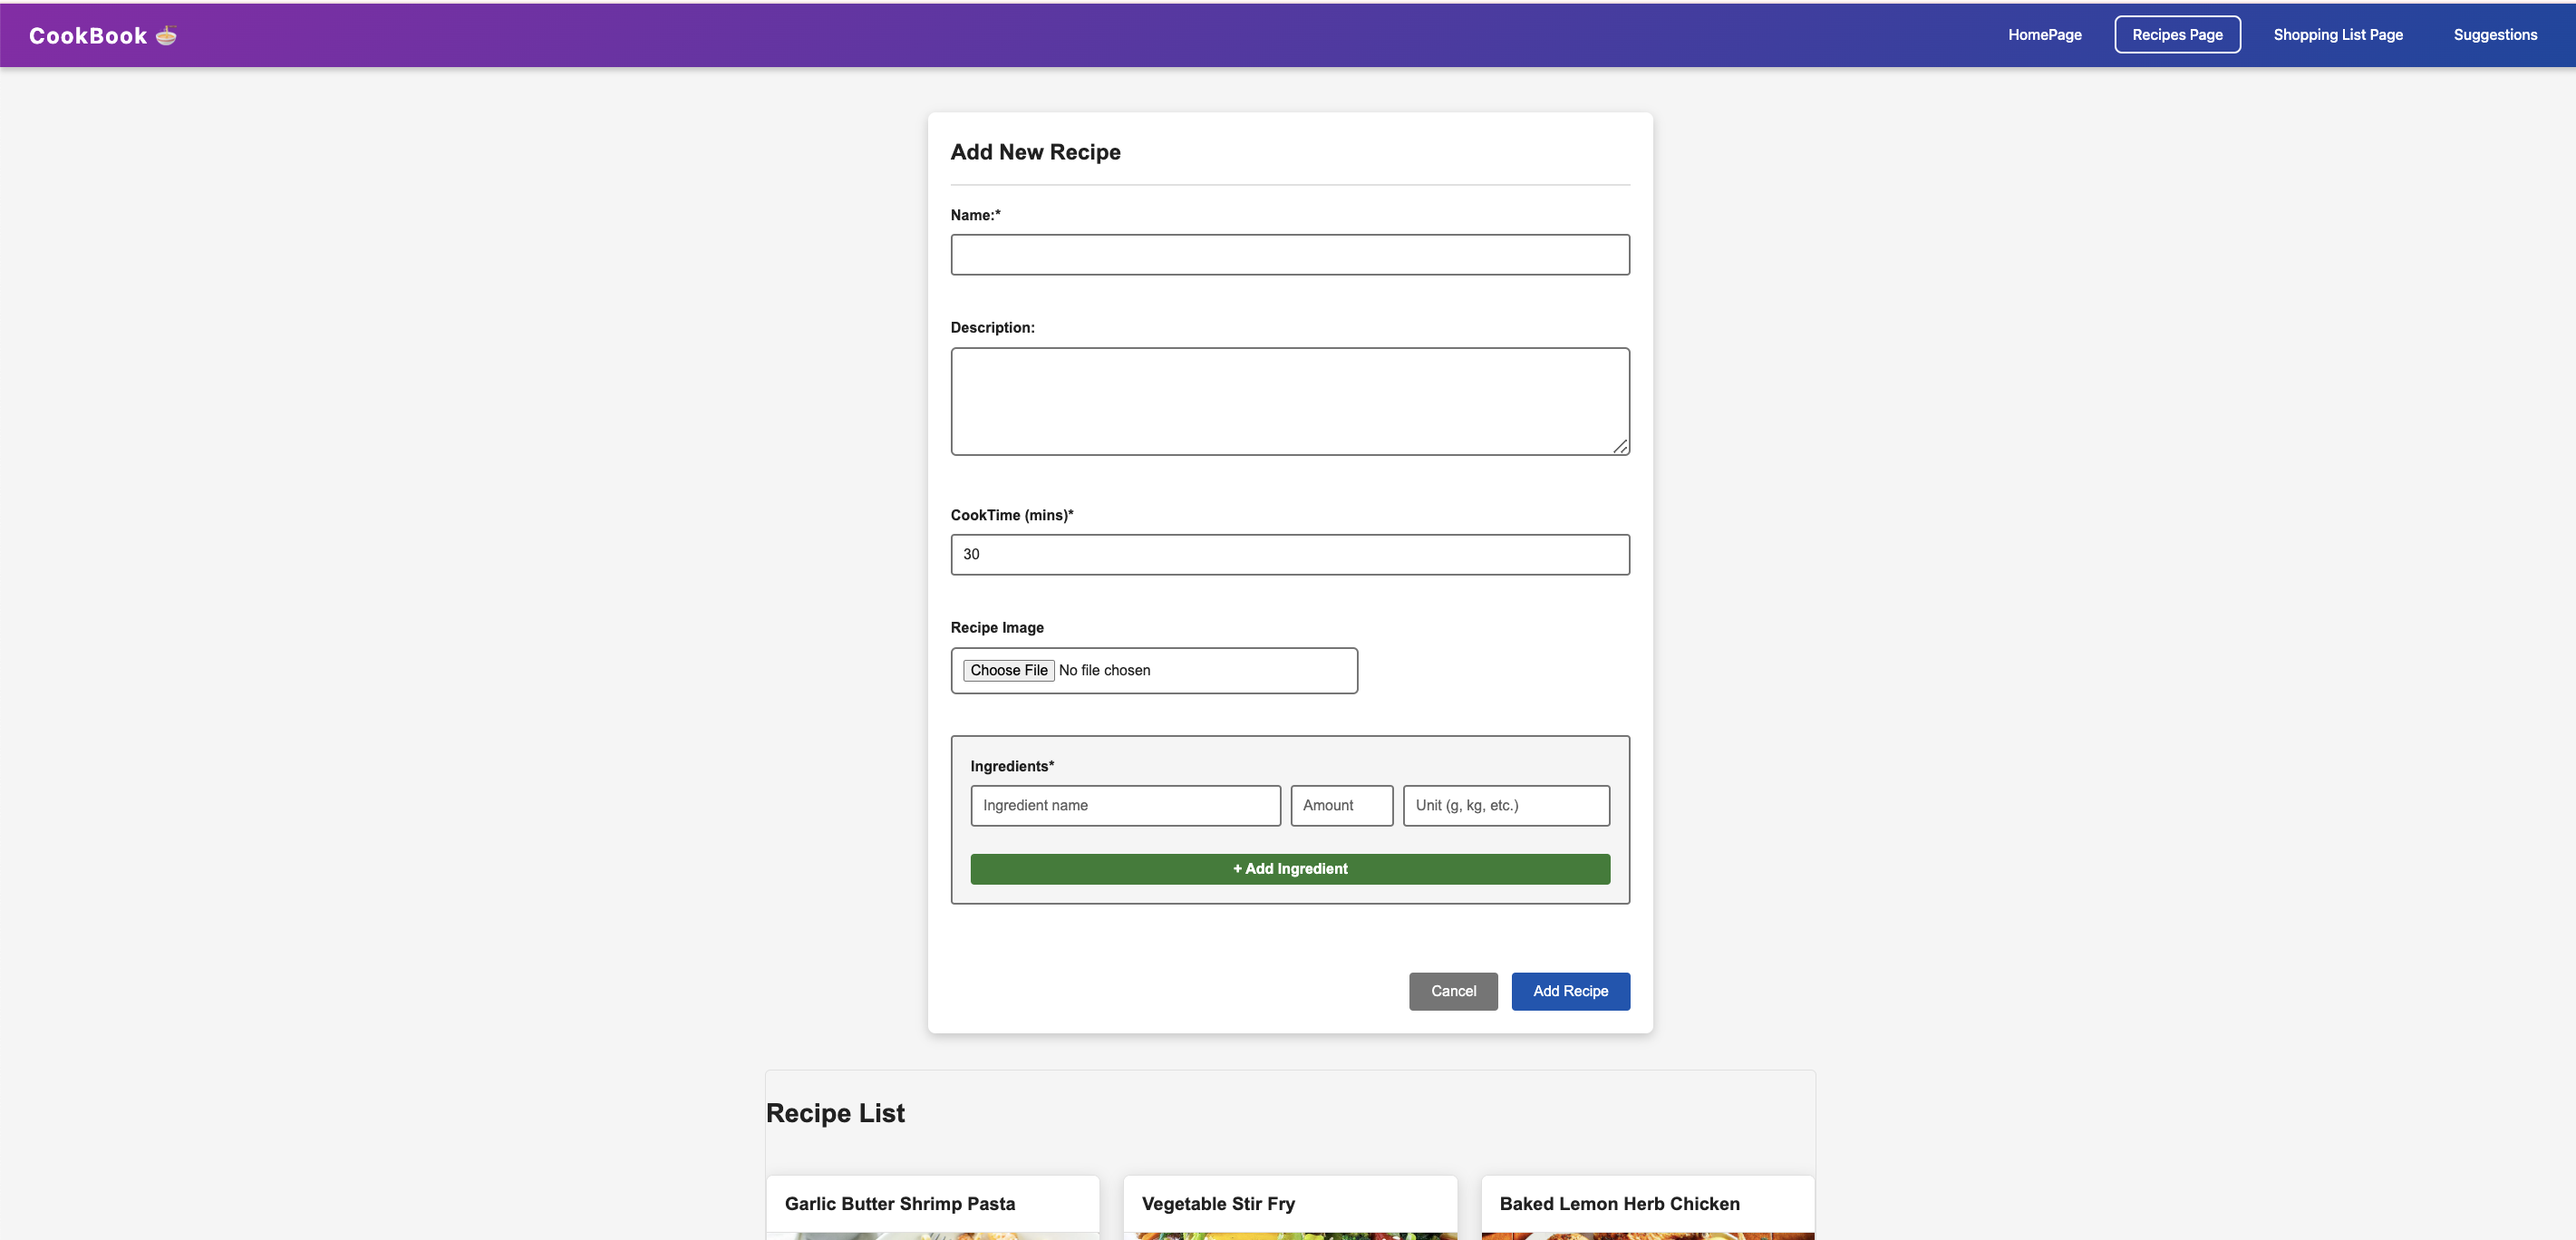 CookBook 🍜
HomePage
Recipes Page
Shopping List Page
Suggestions
Add New Recipe
Name:*
Description:
CookTime (mins)*
30
Recipe Image
Choose File No file chosen
Ingredients*
Ingredient name
Amount
Unit (g, kg, etc.)
+ Add Ingredient
Cancel
Add Recipe
Recipe List
Garlic Butter Shrimp Pasta
Vegetable Stir Fry
Baked Lemon Herb Chicken